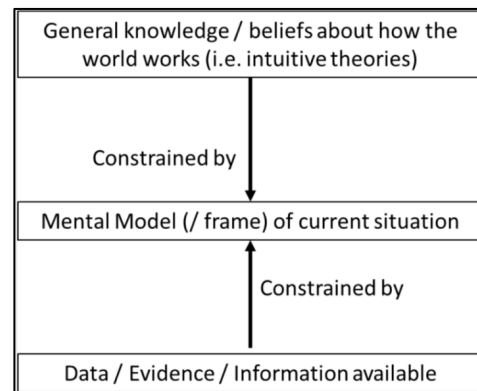 General knowledge / beliefs about how the
world works (i.e. intuitive theories)
Constrained by
Mental Model (/ frame) of current situation
Constrained by
Data / Evidence / Information available